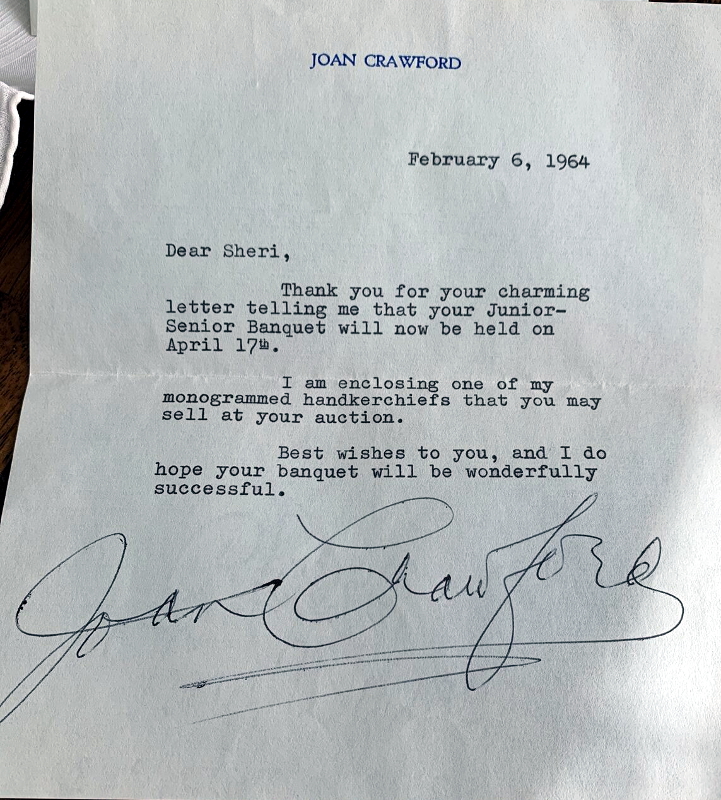 JOAN CRAWFORD
February 6, 1964
Dear Sheri,
Thank you for your charming
letter telling me that your Junior-
Senior Banquet will now be held on
April 17th.
I am enclosing one of my
monogrammed handkerchiefs that you may
sell at your auction.
Best wishes to you, and I do
hope your banquet will be wonderfully
successful.
Joan Crawford